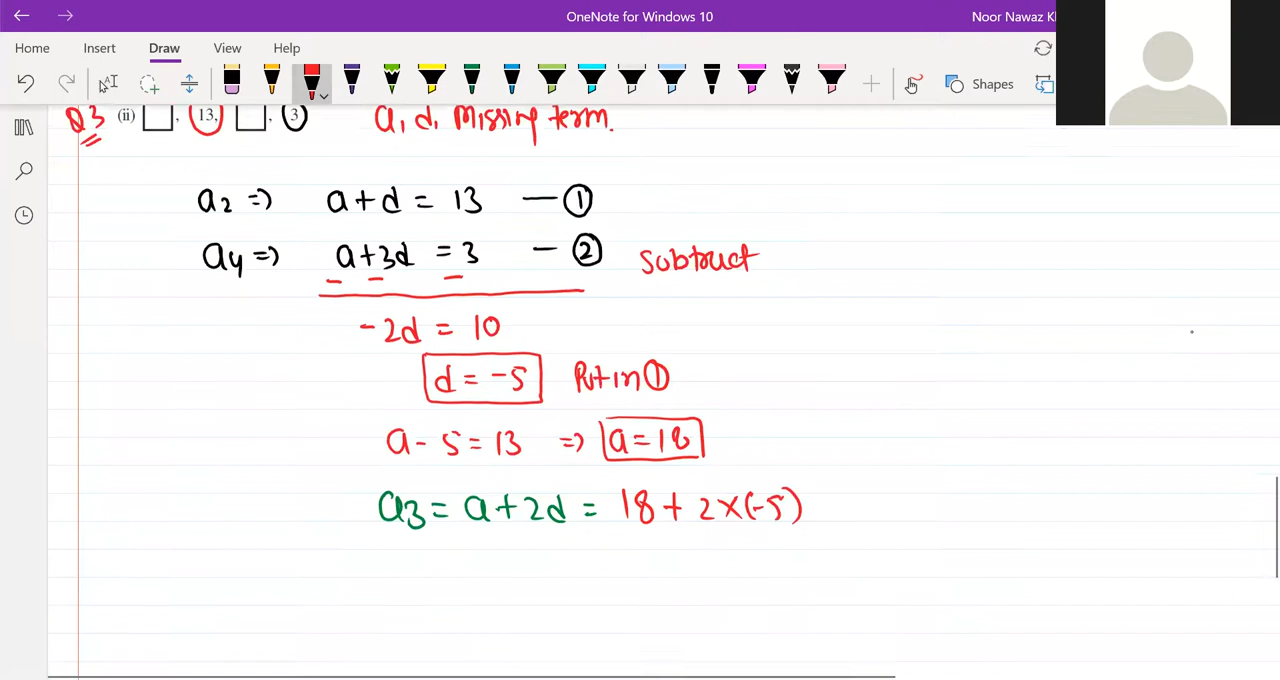 OneNote for Windows 10
Noor Nawaz Kh
Home Insert Draw View Help
Shapes
Q3 (ii) □, 13, □, 3 a, d, Missing term.
a2 => a+d = 13 —①
a4 => a+3d = 3 —② Subtract
- - -
-2d = 10
d = -5 Put in ①
a - 5 = 13 => a = 18
a3 = a+2d = 18 + 2×(-5)